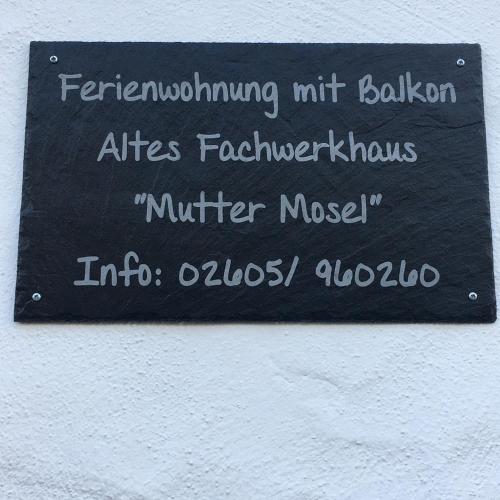 Ferienwohnung mit Balkon
Altes Fachwerkhaus
"Mutter Mosel"
Info: 02605/ 960260